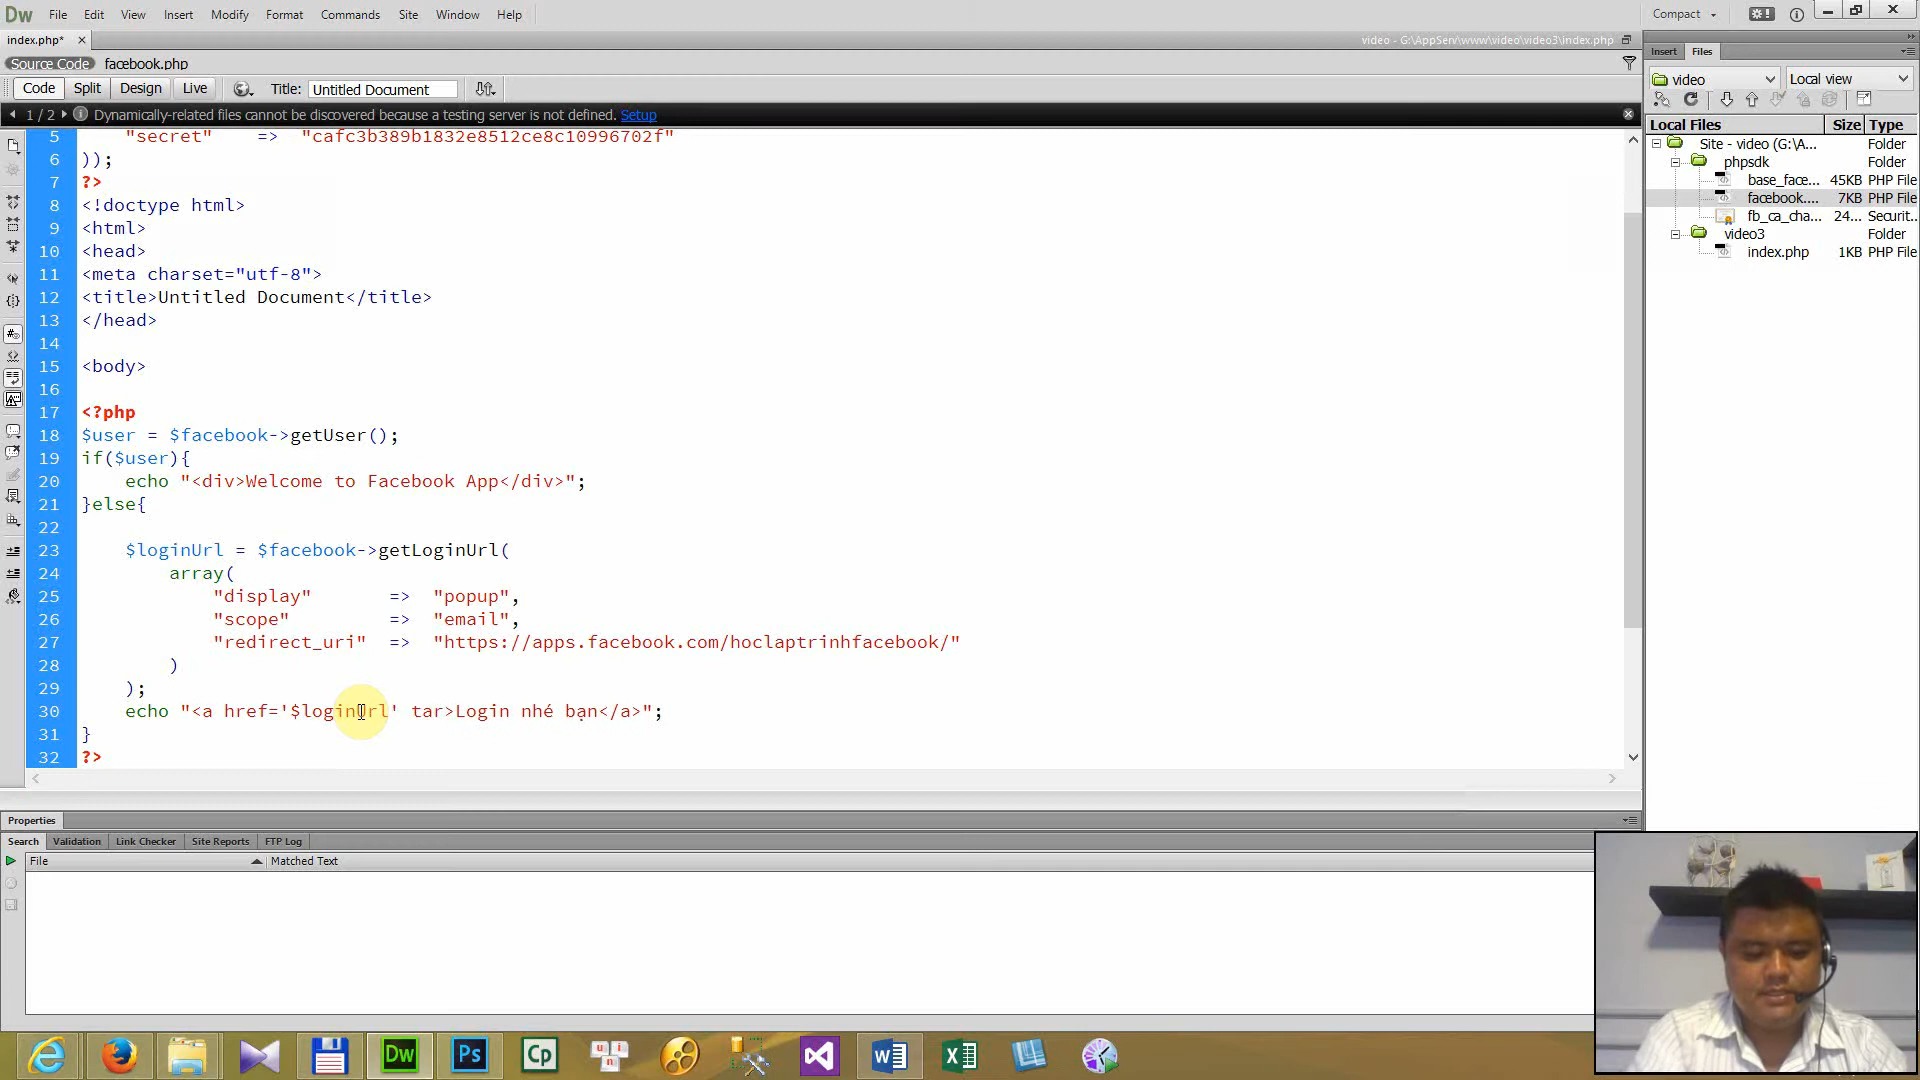 Dw File Edit View Insert Modify Format Commands Site Window Help Compact
index.php*
video - G:\AppServ\www\video\video3\index.php
Source Code facebook.php
Code Split Design Live Title: Untitled Document
1 / 2 Dynamically-related files cannot be discovered because a testing server is not defined. Setup
5 "secret" => "cafc3b389b1832e8512ce8c10996702f"
6 ));
7 ?>
8 <!doctype html>
9 <html>
10 <head>
11 <meta charset="utf-8">
12 <title>Untitled Document</title>
13 </head>
14
15 <body>
16
17 <?php
18 $user = $facebook->getUser();
19 if($user){
20 echo "<div>Welcome to Facebook App</div>";
21 }else{
22
23 $loginUrl = $facebook->getLoginUrl(
24 array(
25 "display" => "popup",
26 "scope" => "email",
27 "redirect_uri" => "https://apps.facebook.com/hoclaptrinhfacebook/"
28 )
29 );
30 echo "<a href='$loginUrl' tar>Login nhé bạn</a>";
31 }
32 ?>
Insert Files
video Local view
Local Files Size Type
Site - video (G:\A... Folder
phpsdk Folder
base_face... 45KB PHP File
facebook.... 7KB PHP File
fb_ca_cha... 24... Securit...
video3 Folder
index.php 1KB PHP File
Properties
Search Validation Link Checker Site Reports FTP Log
File Matched Text
Dw Ps Cp u i n W X